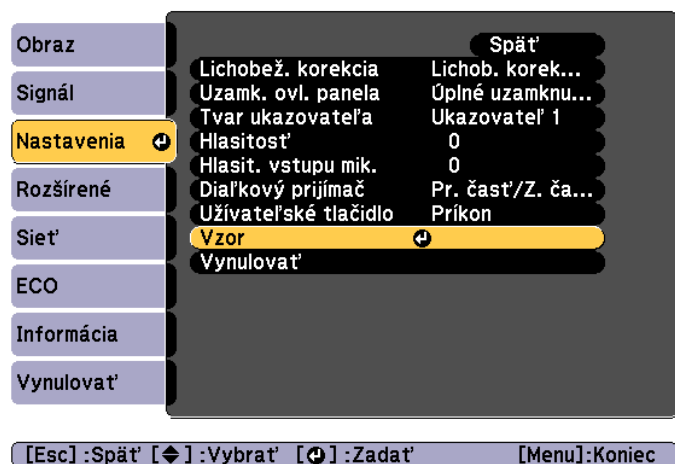 Obraz
Signál
Nastavenia
Rozšírené
Sieť
ECO
Informácia
Vynulovať
Späť
Lichobež. korekcia Lichob. korek...
Uzamk. ovl. panela Úplné uzamknu...
Tvar ukazovateľa Ukazovateľ 1
Hlasitosť 0
Hlasit. vstupu mik. 0
Diaľkový prijímač Pr. časť/Z. ča...
Užívateľské tlačidlo Príkon
Vzor
Vynulovať
[Esc] :Späť [ ] :Vybrať [ ] :Zadať [Menu]:Koniec